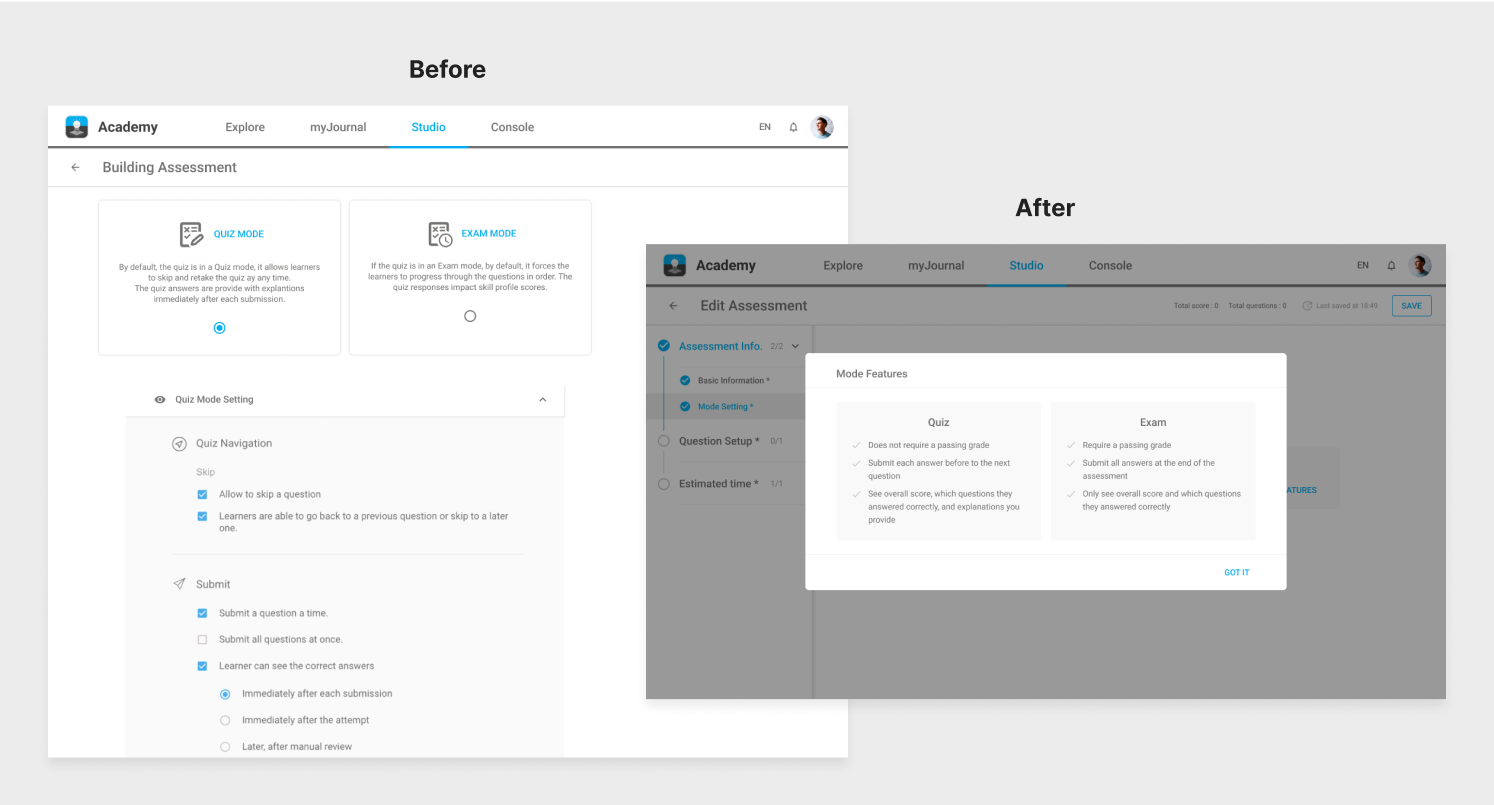 Before
Academy
Explore
myJournal
Studio
Console
EN
Building Assessment
QUIZ MODE
By default, the quiz is in a Quiz mode, it allows learners
to skip and retake the quiz ay any time.
The quiz answers are provide with explantions
immediately after each submission.
EXAM MODE
If the quiz is in an Exam mode, by default, it forces the
learners to progress through the questions in order. The
quiz responses impact skill profile scores.
Quiz Mode Setting
Quiz Navigation
Skip
Allow to skip a question
Learners are able to go back to a previous question or skip to a later
one.
Submit
Submit a question a time.
Submit all questions at once.
Learner can see the correct answers
Immediately after each submission
Immediately after the attempt
Later, after manual review
After
Academy
Explore
myJournal
Studio
Console
EN
Edit Assessment
Total score : 0
Total questions : 0
Last saved at 18:49
SAVE
Assessment Info. 2/2
Basic Information *
Mode Setting *
Question Setup * 0/1
Estimated time * 1/1
Mode Features
Quiz
Does not require a passing grade
Submit each answer before to the next
question
See overall score, which questions they
answered correctly, and explanations you
provide
Exam
Require a passing grade
Submit all answers at the end of the
assessment
Only see overall score and which questions
they answered correctly
ATURES
GOT IT